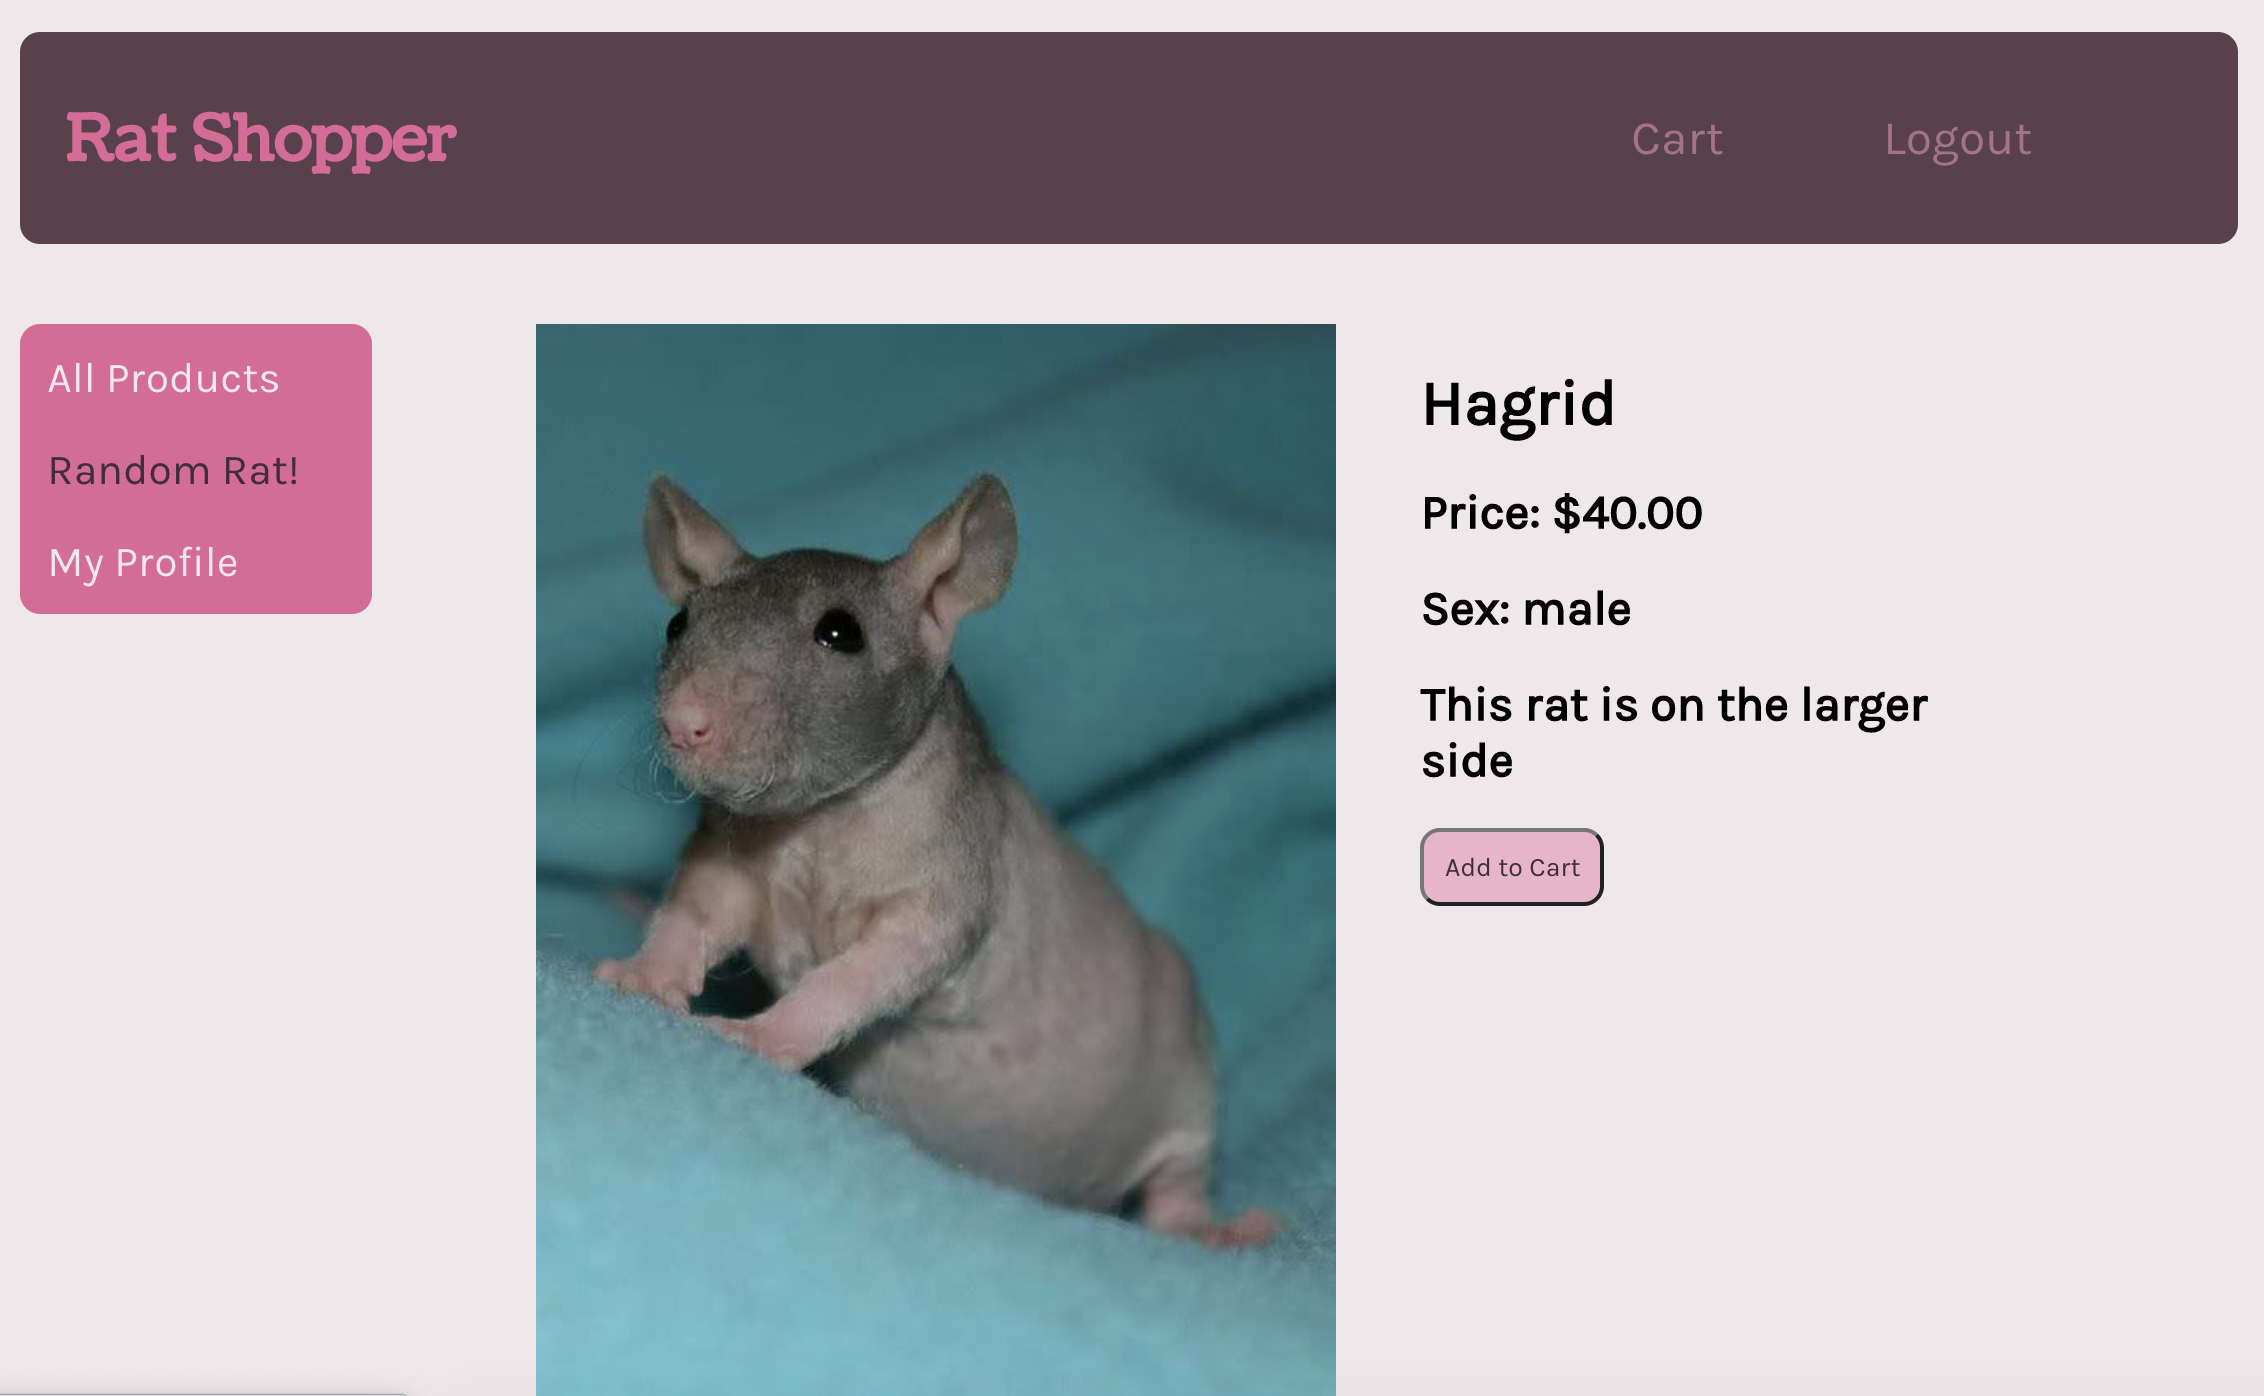 Rat Shopper
Cart
Logout
All Products
Random Rat!
My Profile
Hagrid
Price: $40.00
Sex: male
This rat is on the larger
side
Add to Cart